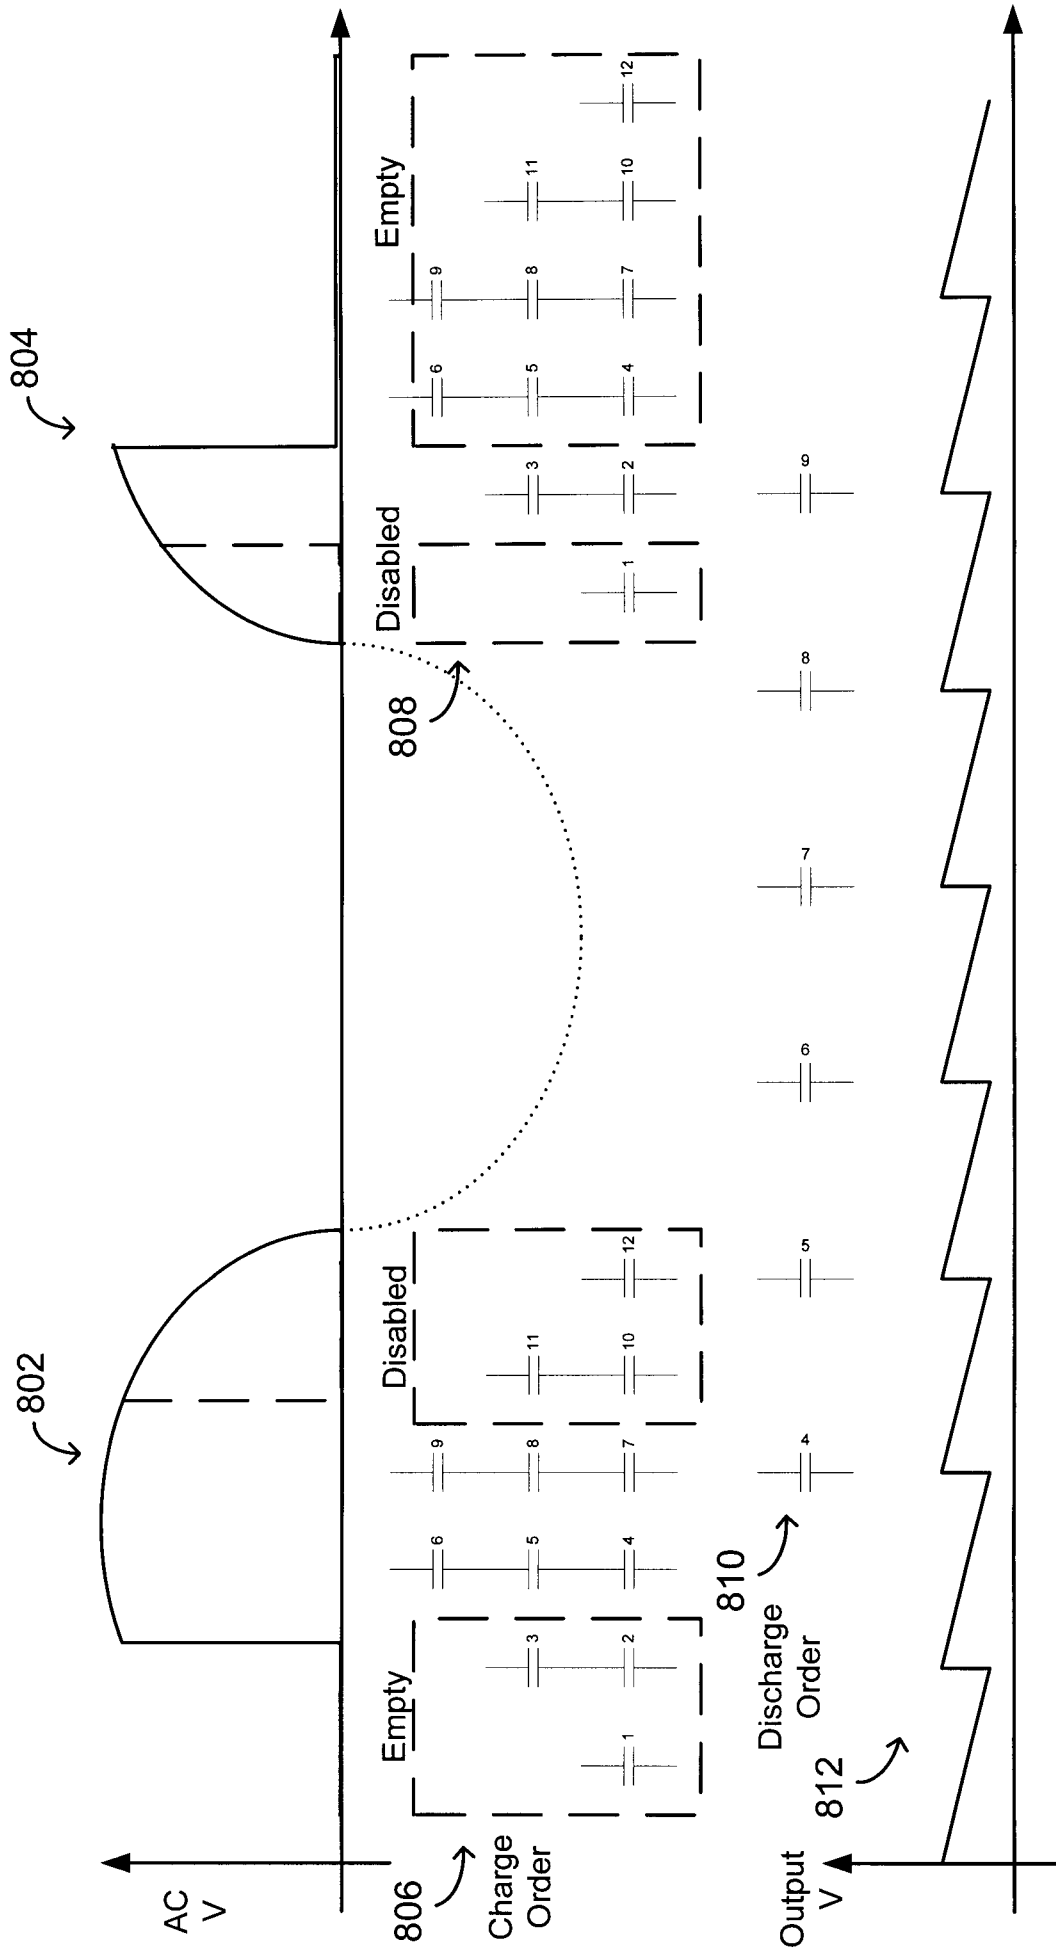 802
804
AC
V
Empty
Disabled
Disabled
Empty
806
808
6 9 6 9
Charge
Order
3 5 8 11 3 5 8 11
1 2 4 7 10 12 1 2 4 7 10 12
810
Discharge
Order
4 5 6 7 8 9
812
Output
V